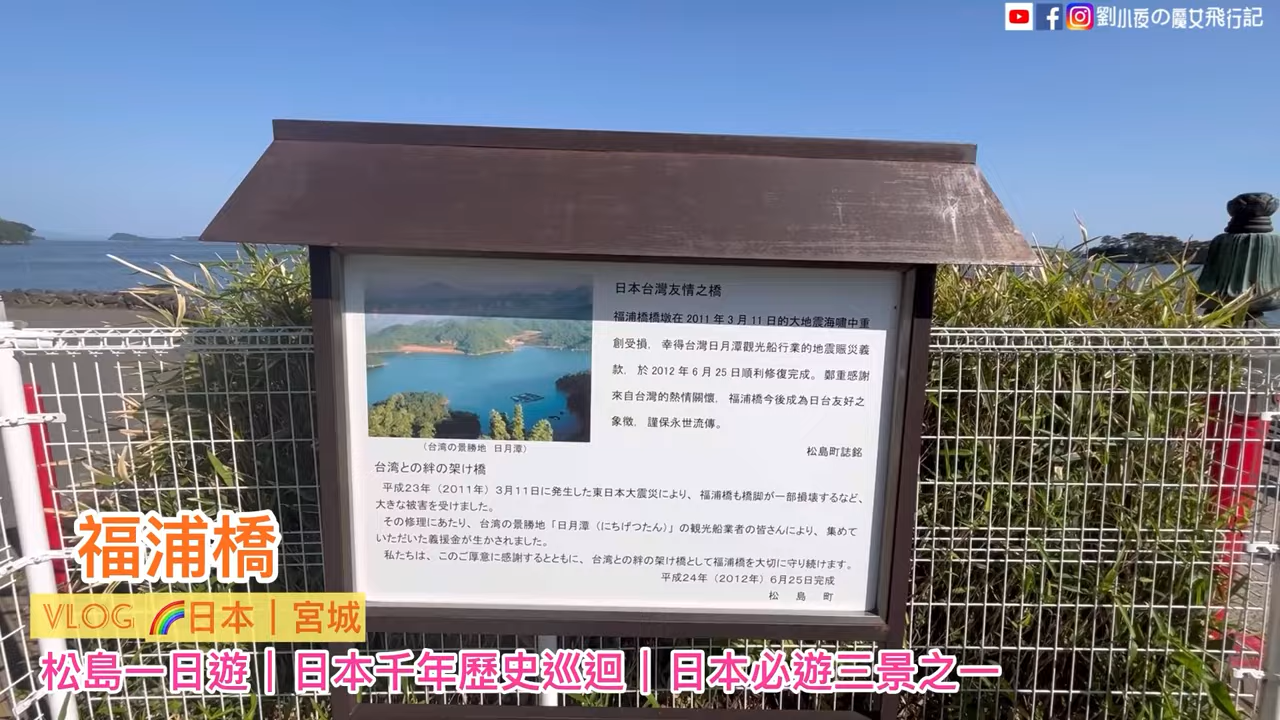 劉小夜の魔女飛行記
日本台灣友情之橋
福浦橋橋墩在 2011 年 3 月 11 日的大地震海嘯中重
創受損，幸得台灣日月潭觀光船行業的地震賑災義
款，於 2012 年 6 月 25 日順利修復完成。鄭重感謝
來自台灣的熱情關懷，福浦橋今後成為日台友好之
象徵，謹保永世流傳。
松島町誌銘
（台湾の景勝地 日月潭）
台湾との絆の架け橋
平成23年（2011年）3月11日に発生した東日本大震災により、福浦橋も橋脚が一部損壊するなど、
大きな被害を受けました。
その修理にあたり、台湾の景勝地「日月潭（にちげつたん）」の観光船業者の皆さんにより、集めて
いただいた義援金が生かされました。
私たちは、このご厚意に感謝するとともに、台湾との絆の架け橋として福浦橋を大切に守り続けます。
平成24年（2012年）6月25日完成
松 島 町
福浦橋
VLOG 🌈日本｜宮城
松島一日遊｜日本千年歷史巡迴｜日本必遊三景之一